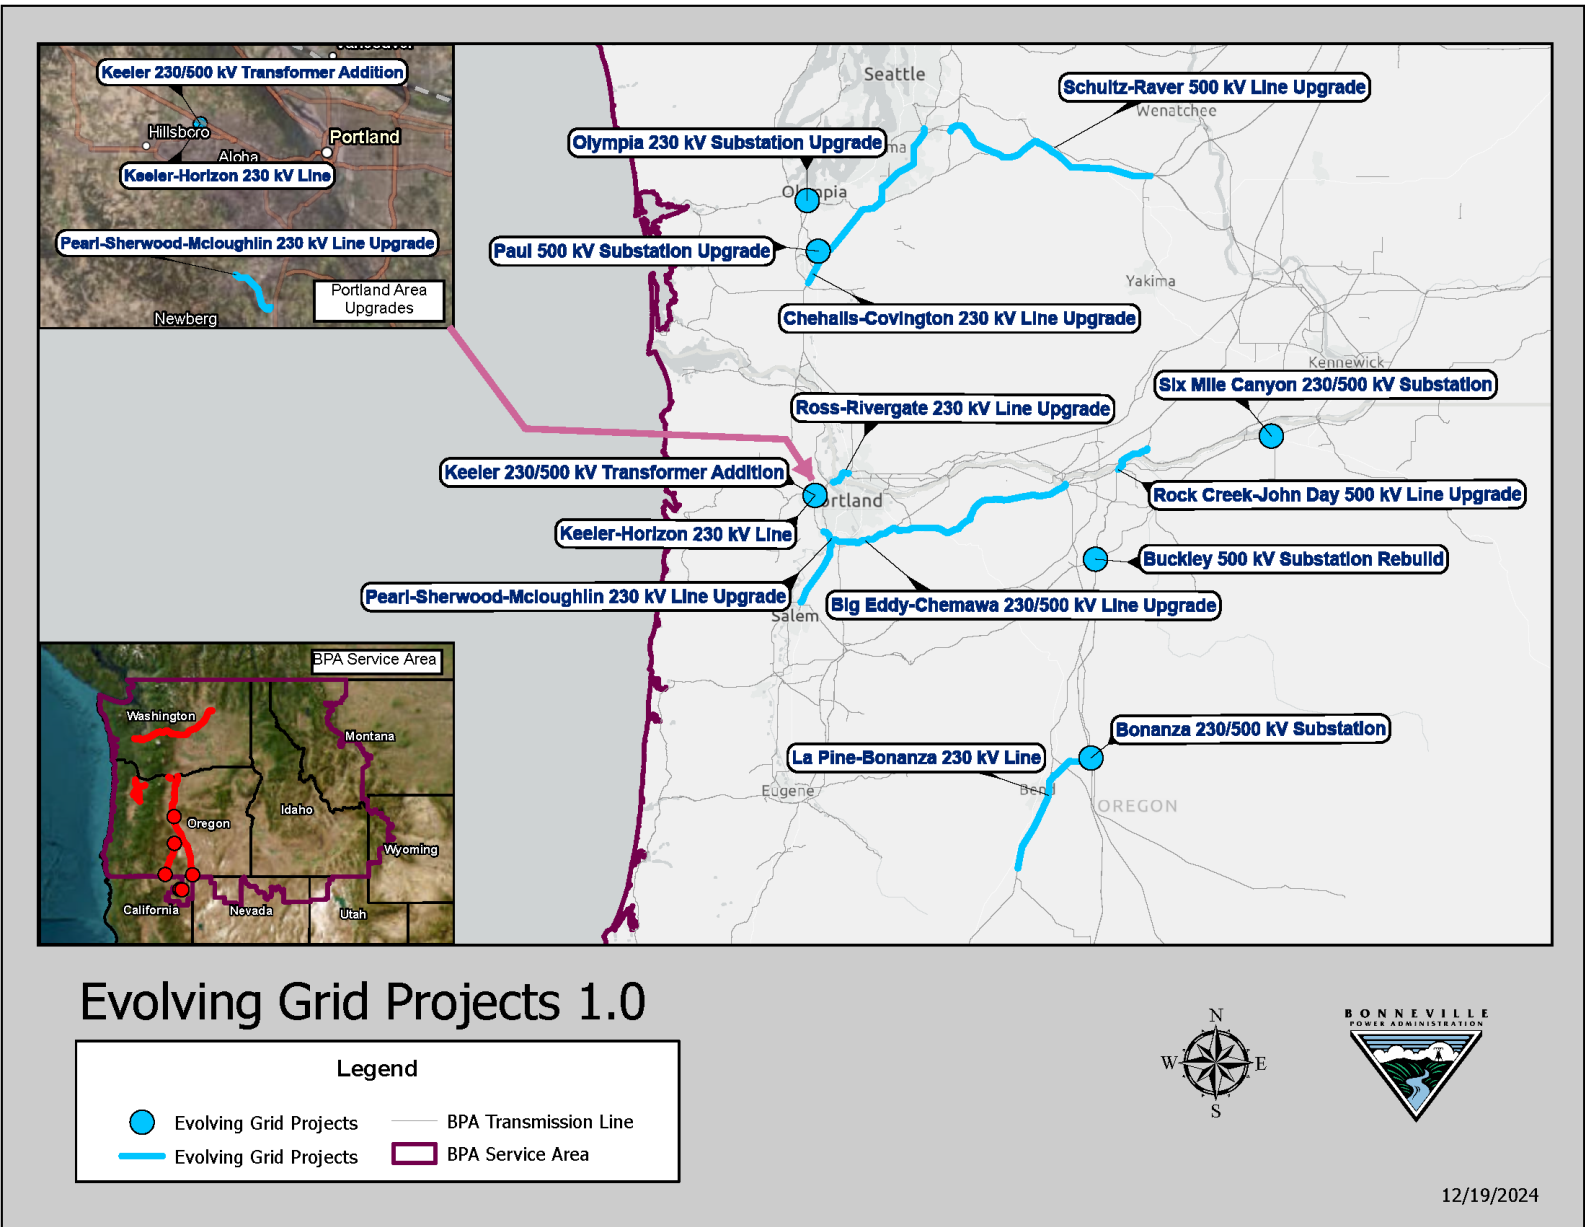 Vancouver
Keeler 230/500 kV Transformer Addition
Hillsboro
Portland
Aloha
Keeler-Horizon 230 kV Line
Pearl-Sherwood-Mcloughlin 230 kV Line Upgrade
Portland Area
Upgrades
Newberg
Seattle
Schultz-Raver 500 kV Line Upgrade
Wenatchee
Olympia 230 kV Substation Upgrade
ma
Olympia
Paul 500 kV Substation Upgrade
Yakima
Chehalis-Covington 230 kV Line Upgrade
Kennewick
Six Mile Canyon 230/500 kV Substation
Ross-Rivergate 230 kV Line Upgrade
Keeler 230/500 kV Transformer Addition
Rock Creek-John Day 500 kV Line Upgrade
ortland
Keeler-Horizon 230 kV Line
Buckley 500 kV Substation Rebuild
Pearl-Sherwood-Mcloughlin 230 kV Line Upgrade
Big Eddy-Chemawa 230/500 kV Line Upgrade
Salem
BPA Service Area
Washington
Montana
Oregon
Idaho
Wyoming
California
Nevada
Utah
Bonanza 230/500 kV Substation
La Pine-Bonanza 230 kV Line
Eugene
Bend
OREGON
Evolving Grid Projects 1.0
Legend
Evolving Grid Projects
BPA Transmission Line
Evolving Grid Projects
BPA Service Area
N
W
E
S
BONNEVILLE
POWER ADMINISTRATION
12/19/2024